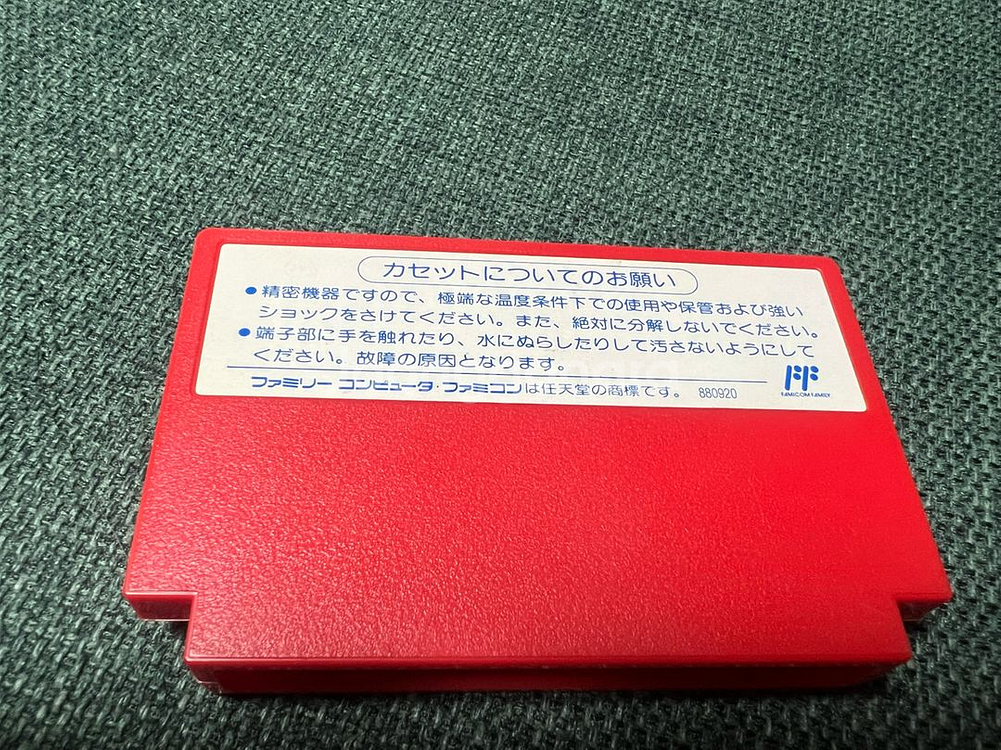 カセットについてのお願い
●精密機器ですので、極端な温度条件下での使用や保管および強い
ショックをさけてください。また、絶対に分解しないでください。
●端子部に手を触れたり、水にぬらしたりして汚さないようにして
ください。故障の原因となります。
ファミリー コンピュータ・ファミコンは任天堂の商標です。 880920
FAMICOM FAMILY